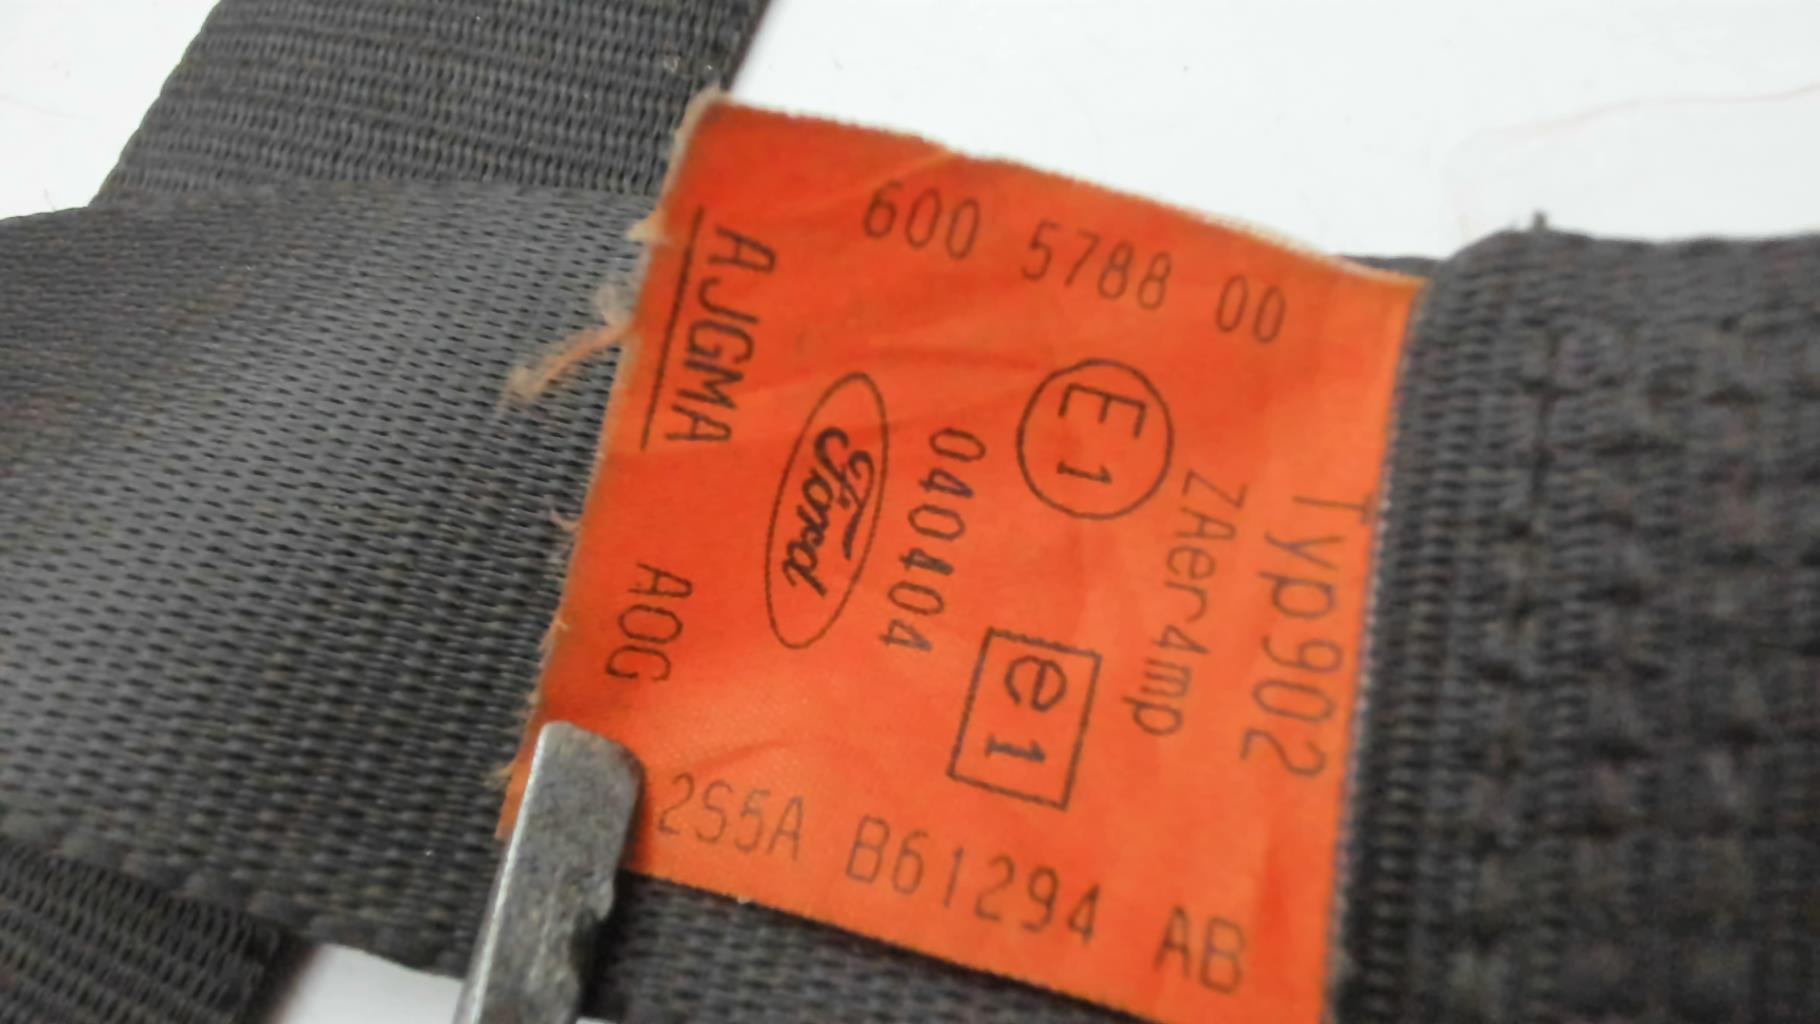 600 5788 00
Typ902
ZAer4mp
E1
e1
040404
Ford
AJGMA
AOG
2S5A B61294 AB